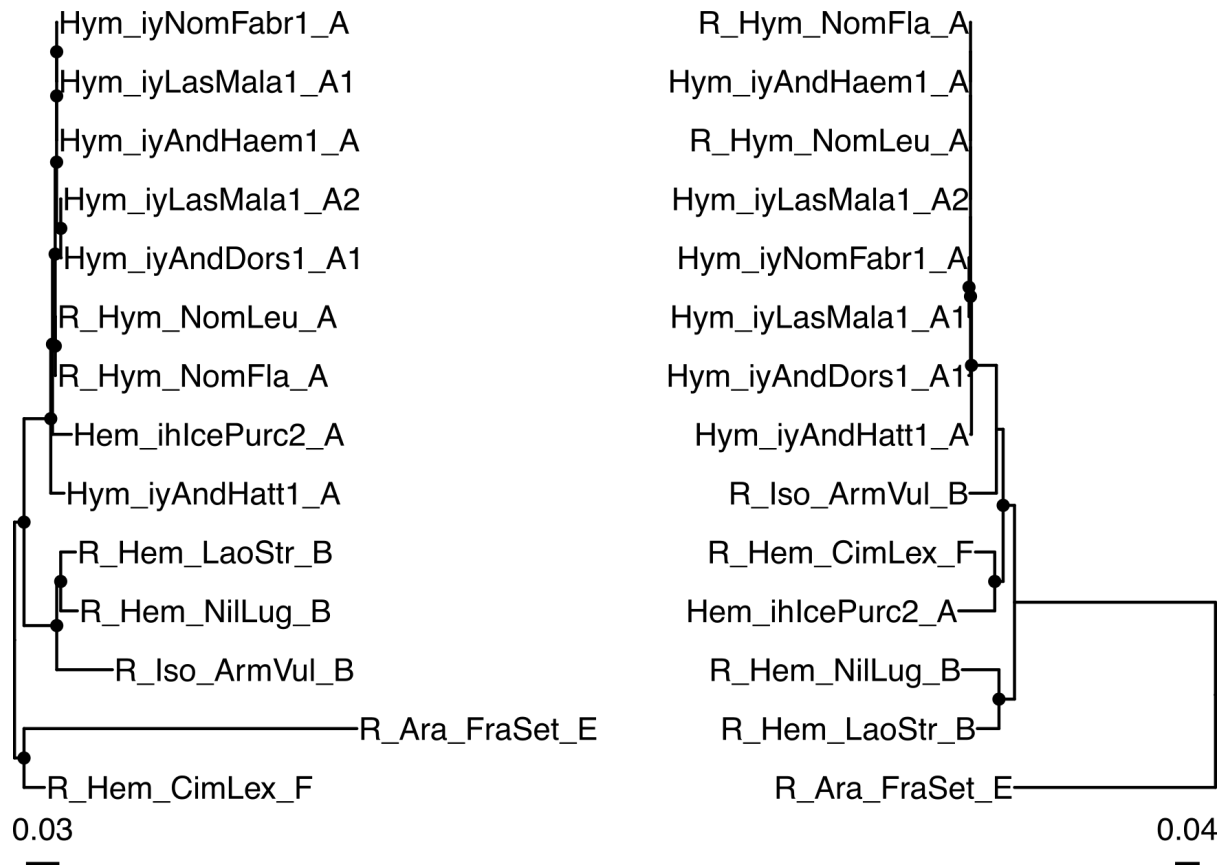 Hym_iyNomFabr1_A
Hym_iyLasMala1_A1
Hym_iyAndHaem1_A
Hym_iyLasMala1_A2
Hym_iyAndDors1_A1
R_Hym_NomLeu_A
R_Hym_NomFla_A
Hem_ihIcePurc2_A
Hym_iyAndHatt1_A
R_Hem_LaoStr_B
R_Hem_NilLug_B
R_Iso_ArmVul_B
R_Ara_FraSet_E
R_Hem_CimLex_F
0.03
R_Hym_NomFla_A
Hym_iyAndHaem1_A
R_Hym_NomLeu_A
Hym_iyLasMala1_A2
Hym_iyNomFabr1_A
Hym_iyLasMala1_A1
Hym_iyAndDors1_A1
Hym_iyAndHatt1_A
R_Iso_ArmVul_B
R_Hem_CimLex_F
Hem_ihIcePurc2_A
R_Hem_NilLug_B
R_Hem_LaoStr_B
R_Ara_FraSet_E
0.04